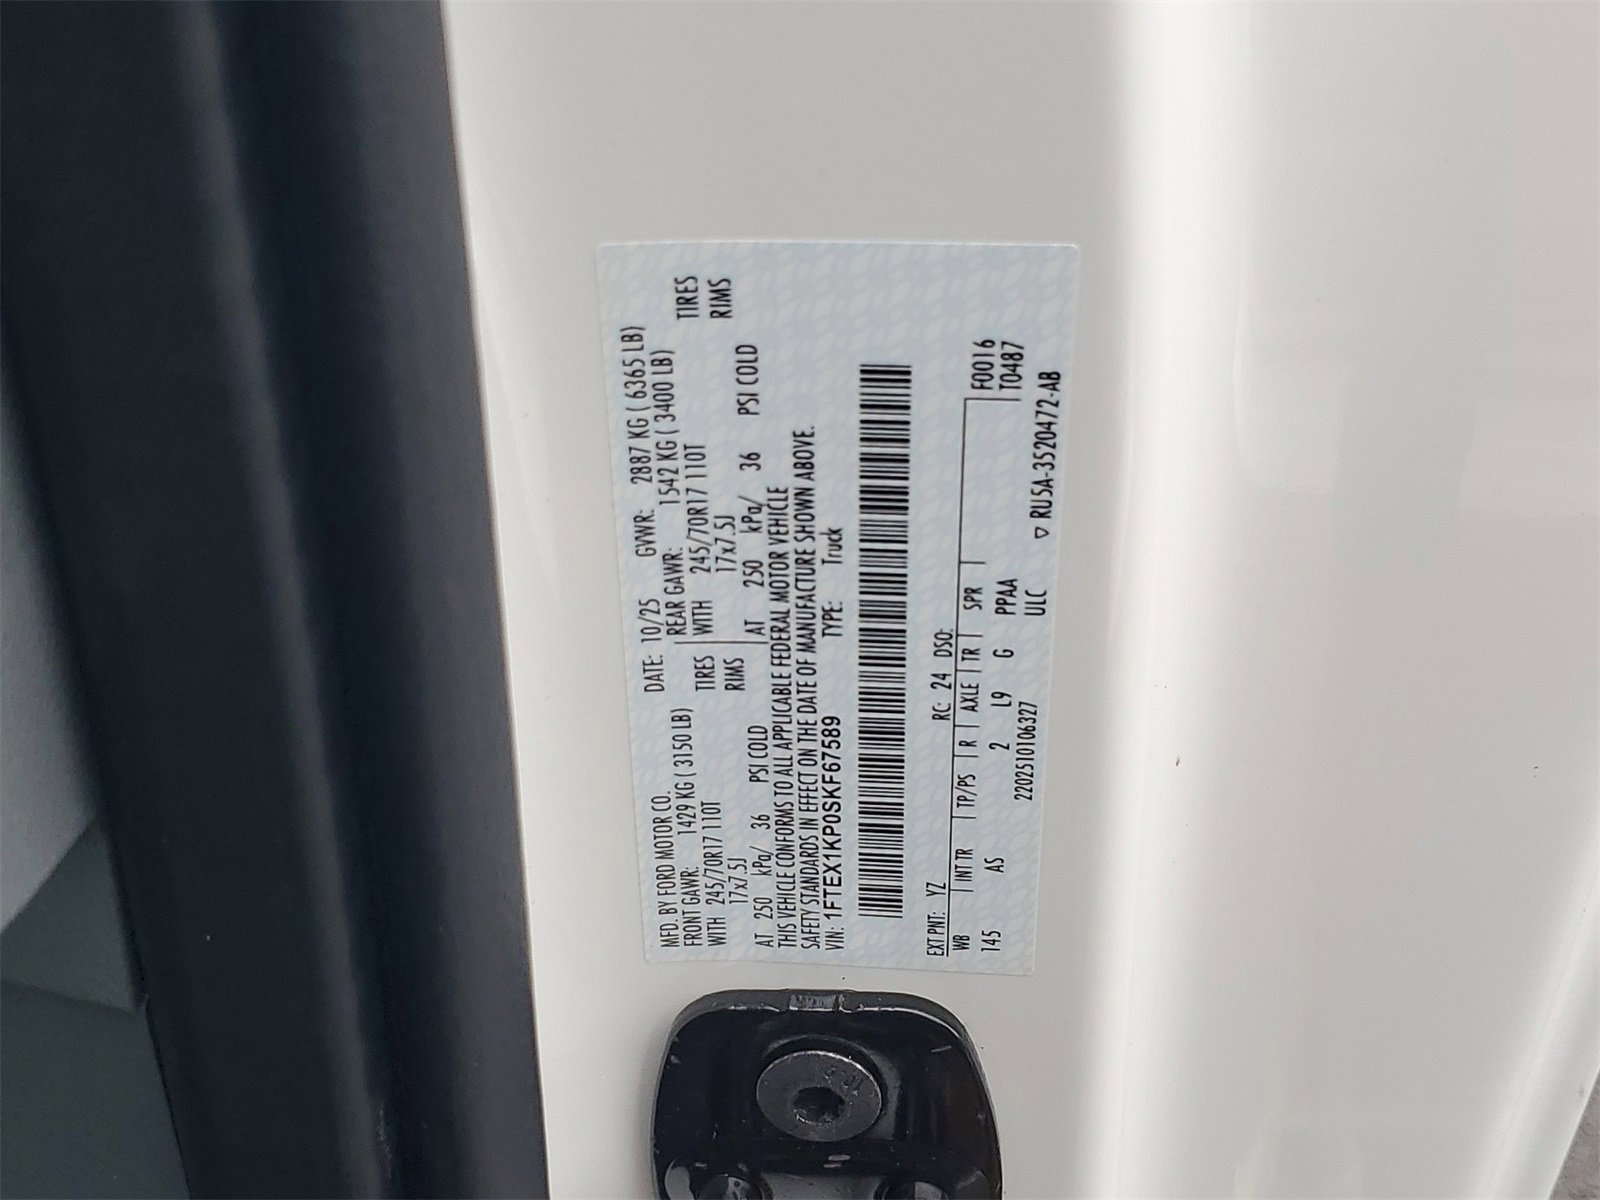 MFD. BY FORD MOTOR CO.
DATE: 10/25 GVWR: 2887 KG ( 6365 LB)
FRONT GAWR: 1429 KG ( 3150 LB) REAR GAWR: 1542 KG ( 3400 LB)
WITH 245/70R17 110T TIRES WITH 245/70R17 110T TIRES
17x7.5J RIMS 17x7.5J RIMS
AT 250 kPa/ 36 PSI COLD AT 250 kPa/ 36 PSI COLD
THIS VEHICLE CONFORMS TO ALL APPLICABLE FEDERAL MOTOR VEHICLE
SAFETY STANDARDS IN EFFECT ON THE DATE OF MANUFACTURE SHOWN ABOVE.
VIN: 1FTEX1KP0SKF67589 TYPE: Truck
EXT PNT: YZ RC: 24 DSO:
WB INT TR TP/PS R AXLE TR SPR F0016
145 AS 2 L9 G PPAA T0487
2202510106327 ULC ▽ RU5A-3520472-AB